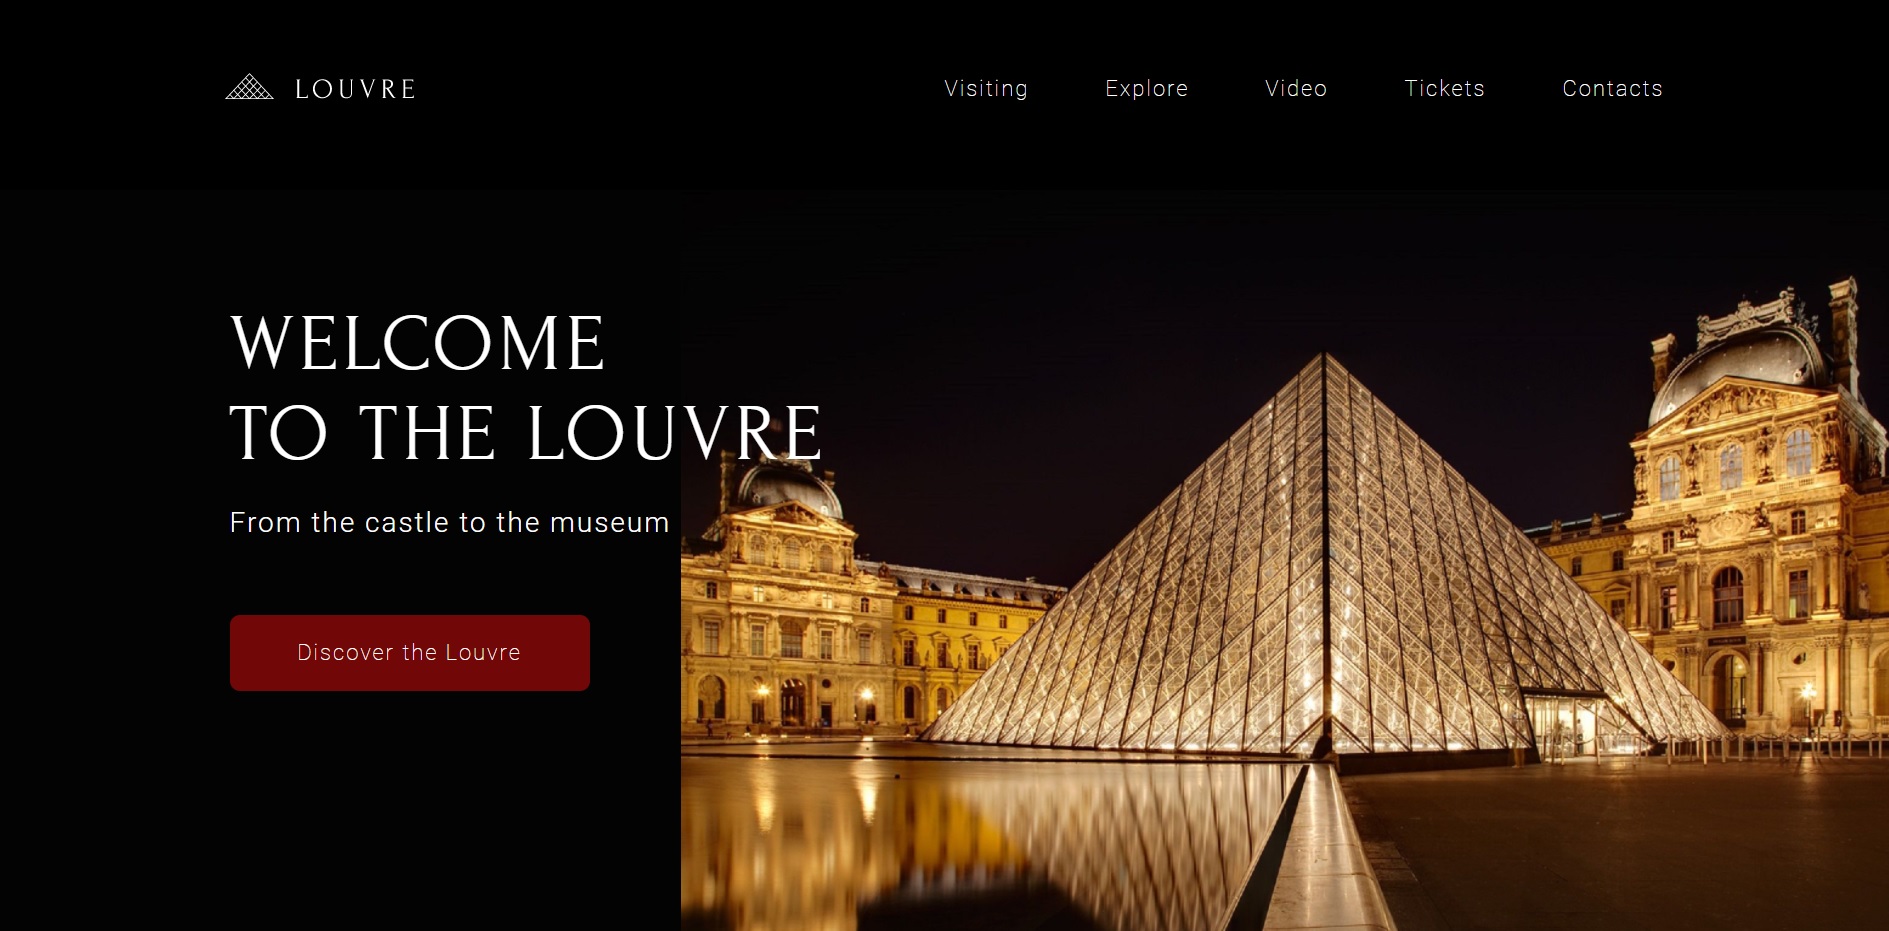 LOUVRE
Visiting Explore Video Tickets Contacts
WELCOME
TO THE LOUVRE
From the castle to the museum
Discover the Louvre